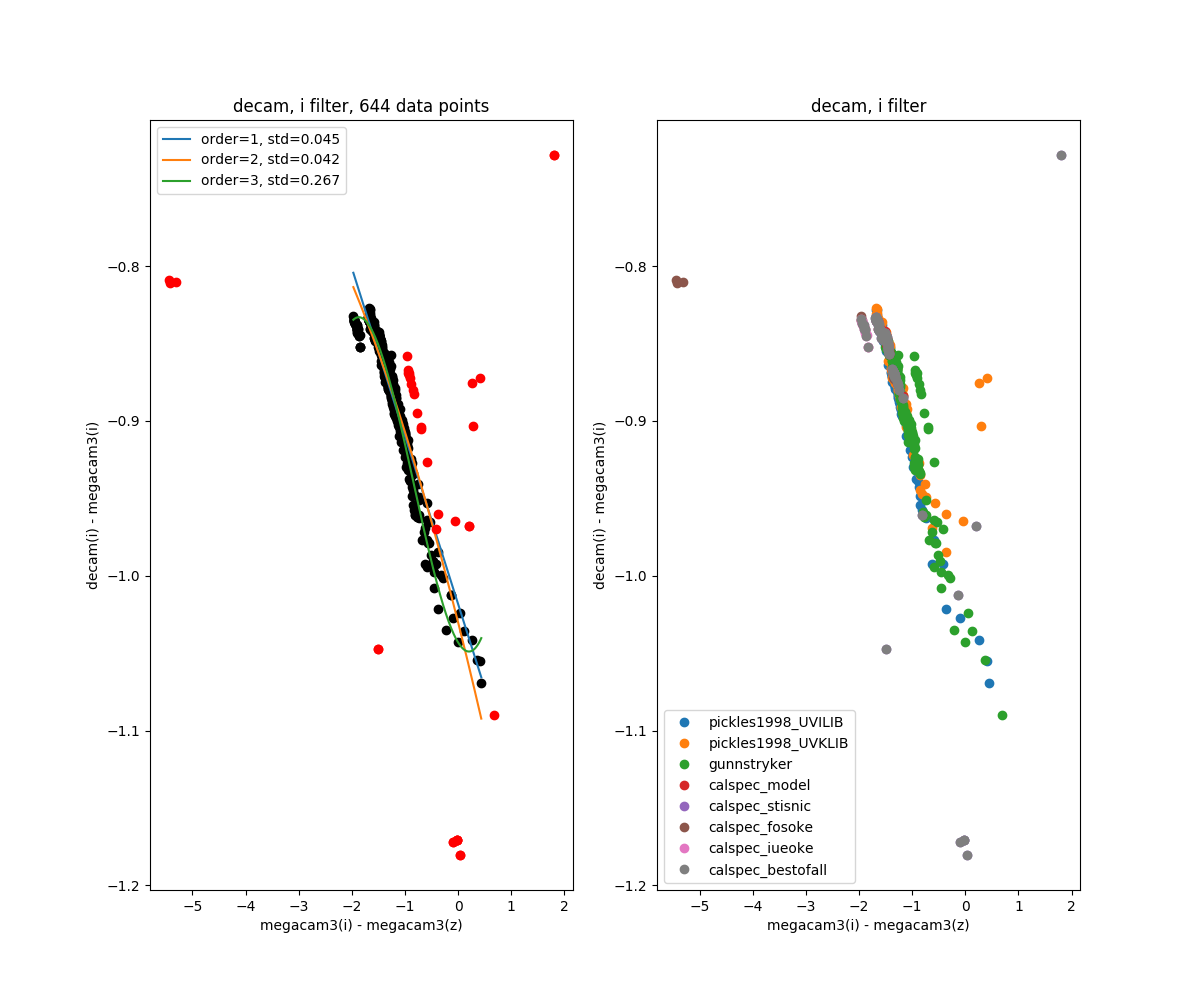 decam, i filter, 644 data points
order=1, std=0.045
order=2, std=0.042
order=3, std=0.267
decam(i) - megacam3(i)
−0.8
−0.9
−1.0
−1.1
−1.2
−5
−4
−3
−2
−1
0
1
2
megacam3(i) - megacam3(z)
decam, i filter
decam(i) - megacam3(i)
−0.8
−0.9
−1.0
−1.1
−1.2
pickles1998_UVILIB
pickles1998_UVKLIB
gunnstryker
calspec_model
calspec_stisnic
calspec_fosoke
calspec_iueoke
calspec_bestofall
−5
−4
−3
−2
−1
0
1
2
megacam3(i) - megacam3(z)